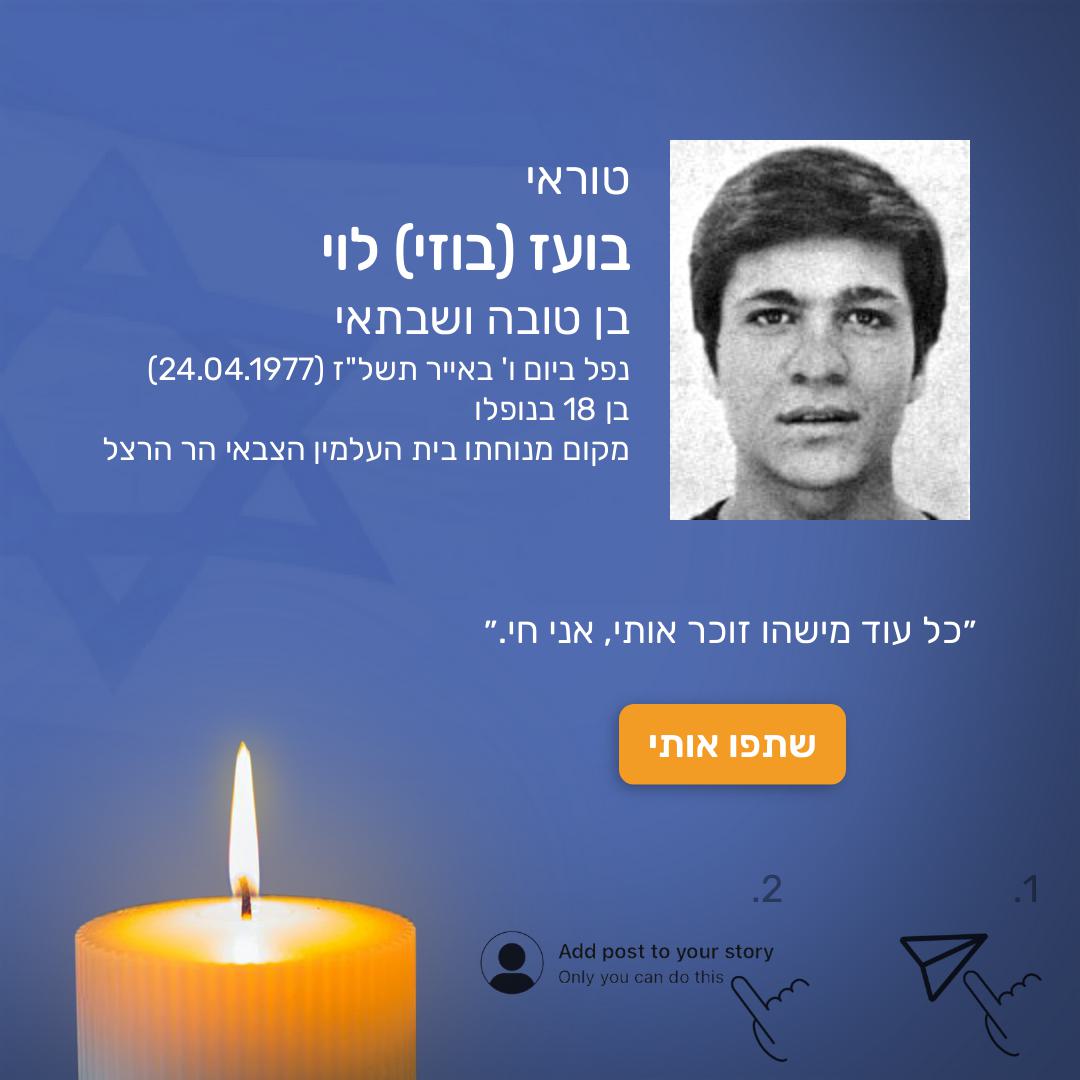 טוראי
בועז (בוזי) לוי
בן טובה ושבתאי
נפל ביום ו' באייר תשל"ז (24.04.1977)
בן 18 בנופלו
מקום מנוחתו בית העלמין הצבאי הר הרצל
״כל עוד מישהו זוכר אותי, אני חי.״
שתפו אותי
1.
2.
Add post to your story
Only you can do this